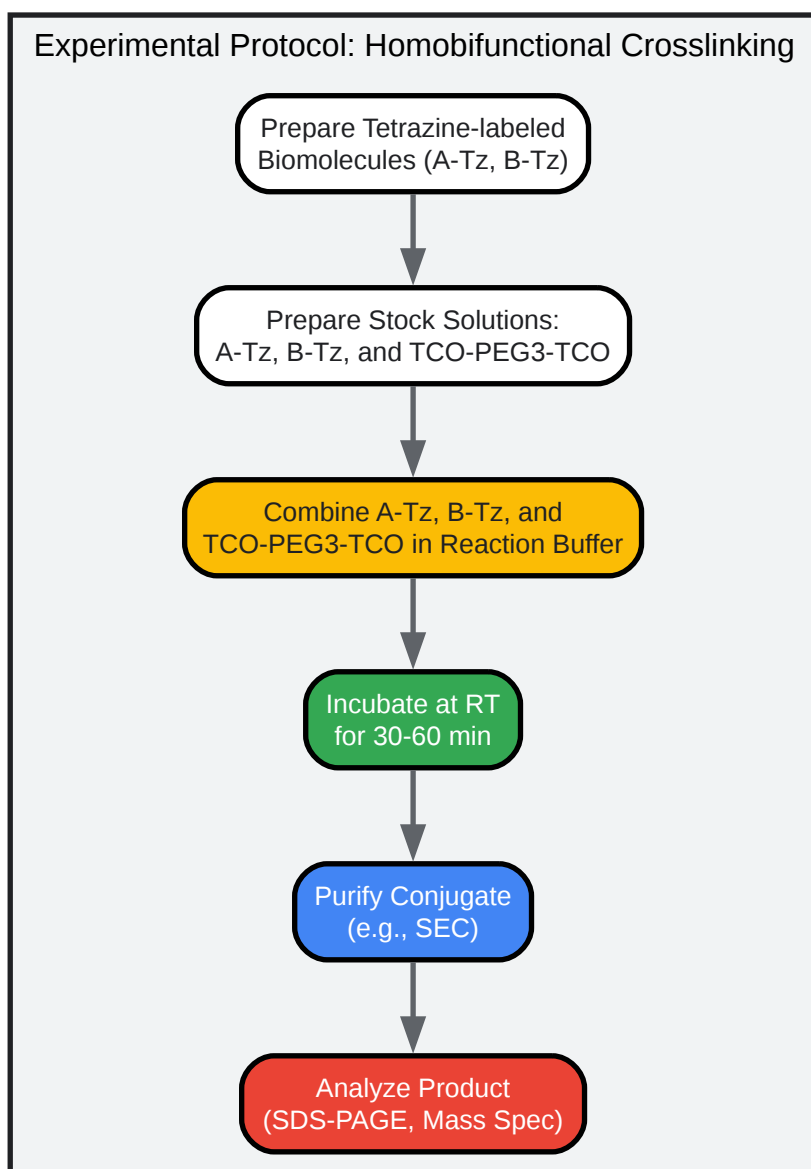 Experimental Protocol: Homobifunctional Crosslinking
Prepare Tetrazine-labeled
Biomolecules (A-Tz, B-Tz)
Prepare Stock Solutions:
A-Tz, B-Tz, and TCO-PEG3-TCO
Combine A-Tz, B-Tz, and
TCO-PEG3-TCO in Reaction Buffer
Incubate at RT
for 30-60 min
Purify Conjugate
(e.g., SEC)
Analyze Product
(SDS-PAGE, Mass Spec)